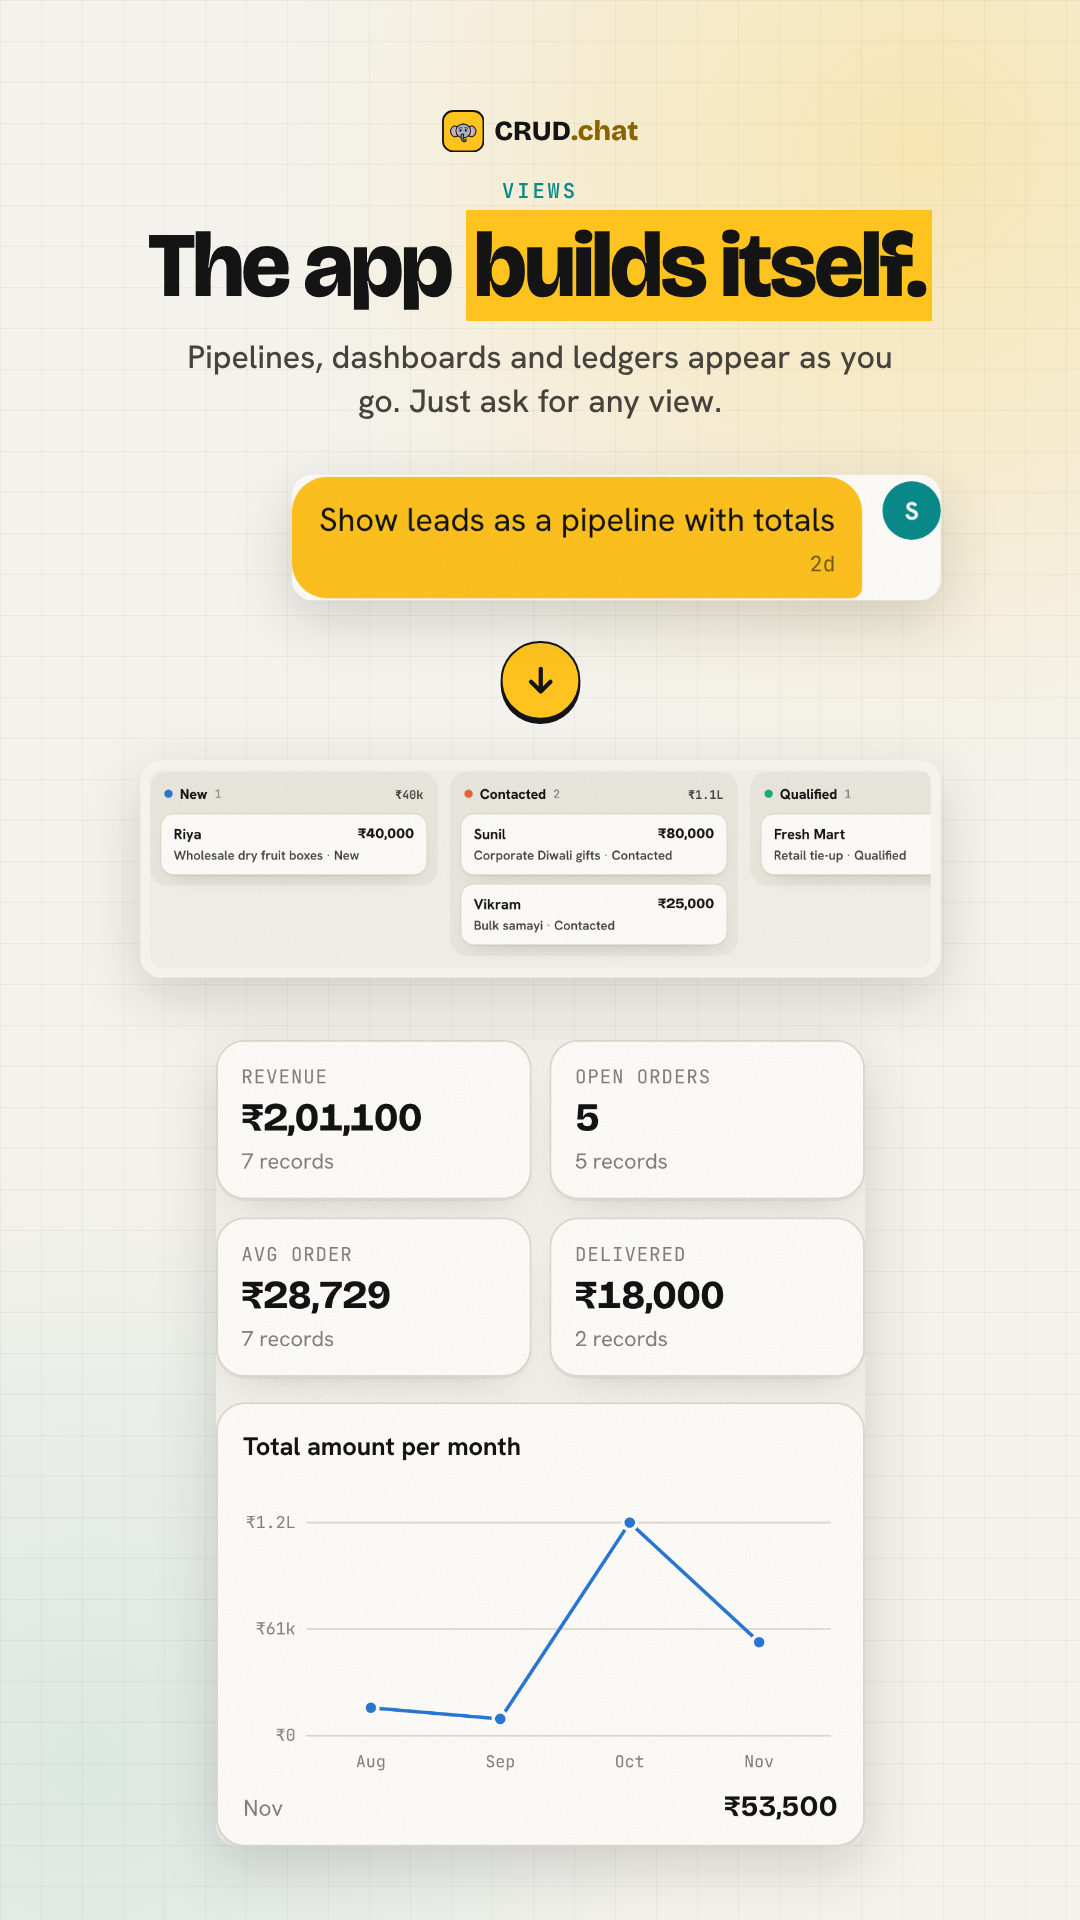 CRUD.chat
VIEWS
The app builds itself.
Pipelines, dashboards and ledgers appear as you
go. Just ask for any view.
Show leads as a pipeline with totals
2d
S
New 1 ₹40k
Riya ₹40,000
Wholesale dry fruit boxes · New
Contacted 2 ₹1.1L
Sunil ₹80,000
Corporate Diwali gifts · Contacted
Vikram ₹25,000
Bulk samayi · Contacted
Qualified 1
Fresh Mart
Retail tie-up · Qualified
REVENUE
₹2,01,100
7 records
OPEN ORDERS
5
5 records
AVG ORDER
₹28,729
7 records
DELIVERED
₹18,000
2 records
Total amount per month
₹1.2L
₹61k
₹0
Aug Sep Oct Nov
Nov ₹53,500